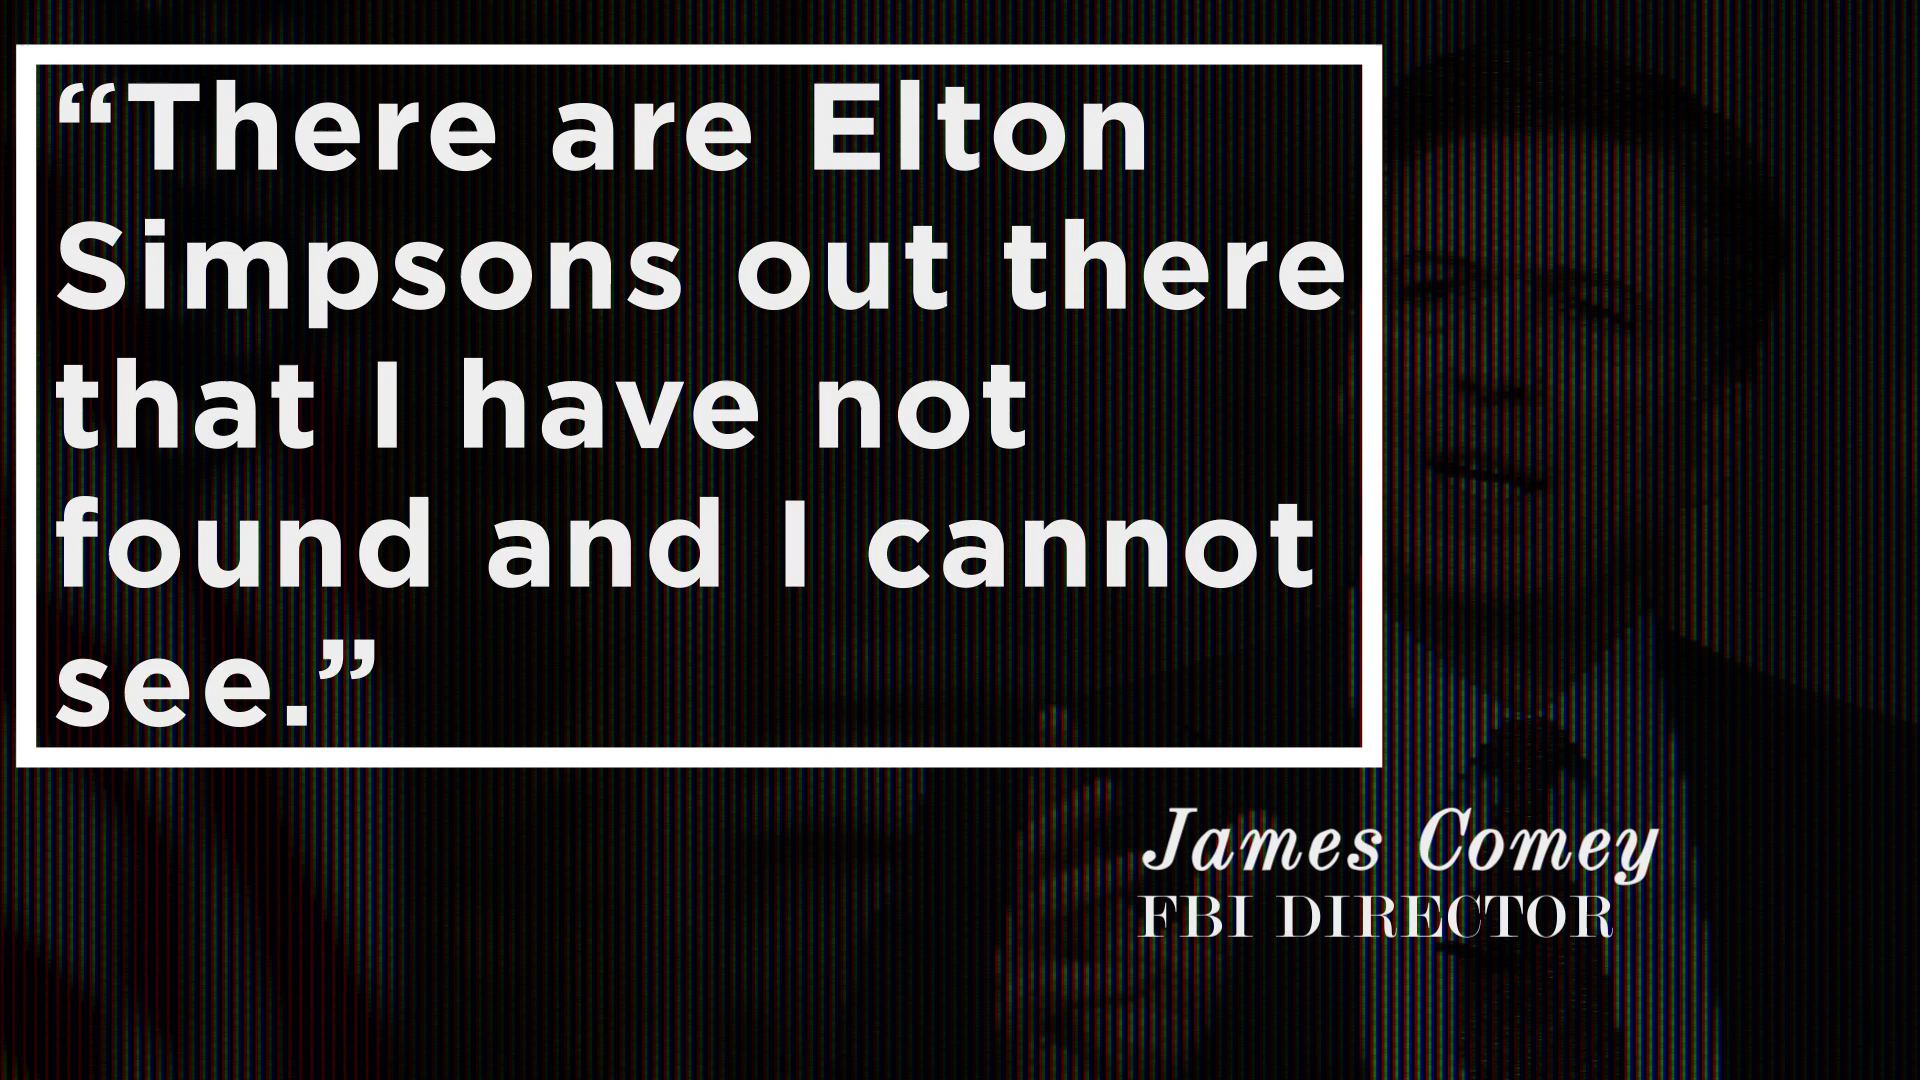 “There are Elton
Simpsons out there
that I have not
found and I cannot
see.”
James Comey
FBI DIRECTOR